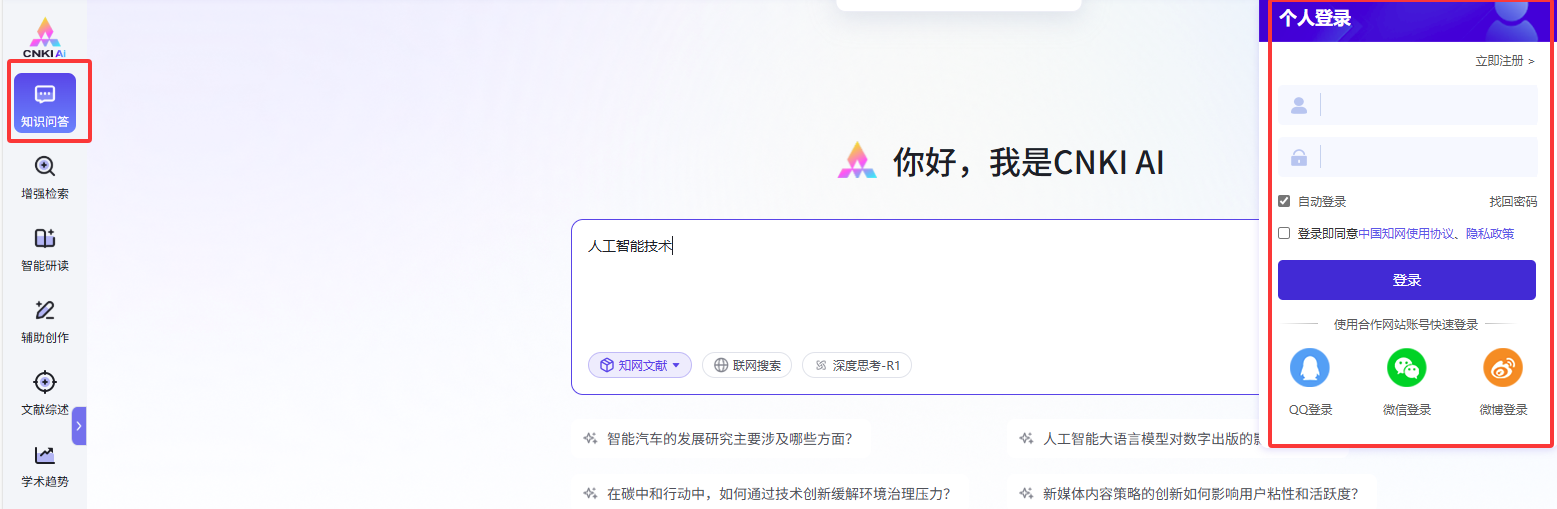 CNKI AI
知识问答
增强检索
智能研读
辅助创作
文献综述
学术趋势
你好，我是CNKI AI
人工智能技术
知网文献
联网搜索
深度思考-R1
智能汽车的发展研究主要涉及哪些方面？
人工智能大语言模型对数字出版的
在碳中和行动中，如何通过技术创新缓解环境治理压力？
新媒体内容策略的创新如何影响用户粘性和活跃度？
个人登录
立即注册 >
自动登录
找回密码
登录即同意中国知网使用协议、隐私政策
登录
使用合作网站账号快速登录
QQ登录
微信登录
微博登录